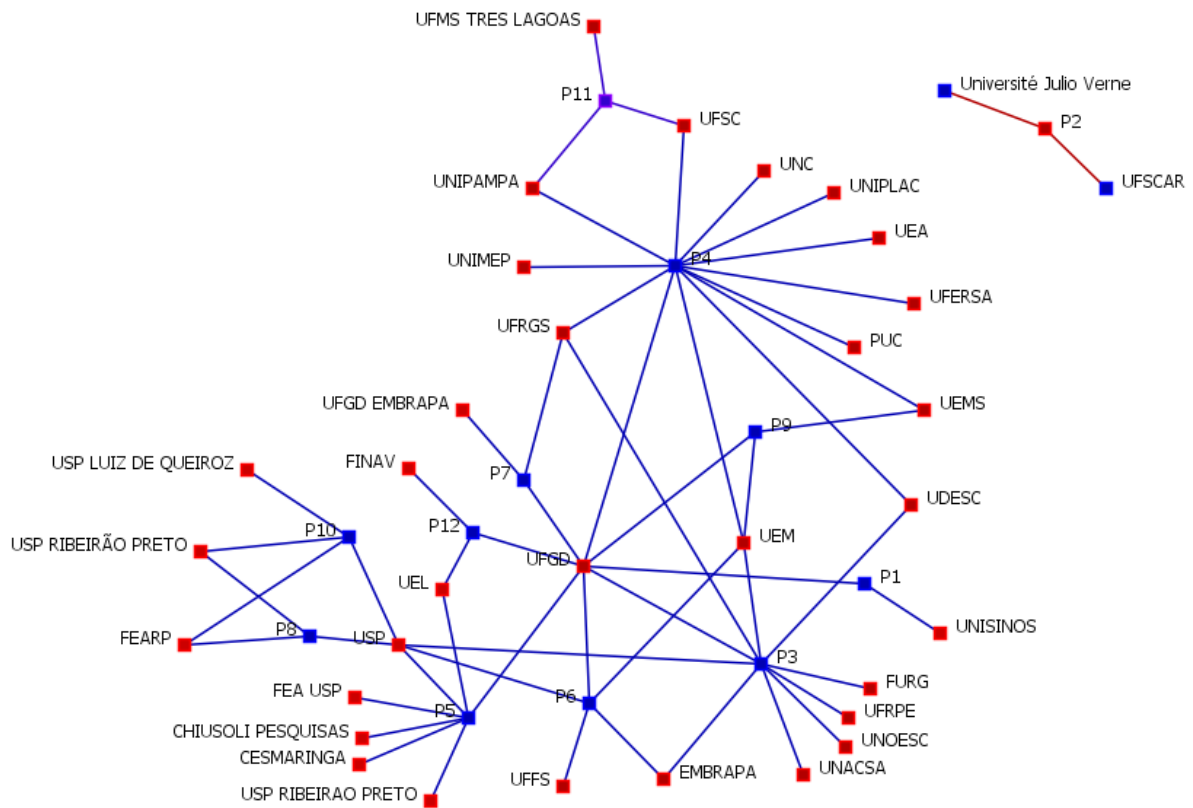 UFMS TRES LAGOAS
Université Julio Verne
P11
UFSC
P2
UNC
UNIPAMPA
UFSCAR
UNIPLAC
UEA
UNIMEP
P4
UFERSA
UFRGS
PUC
UFGD EMBRAPA
UEMS
P9
USP LUIZ DE QUEIROZ
FINAV
P7
UDESC
P10
P12
UEM
USP RIBEIRÃO PRETO
UFGD
UEL
P1
P8
UNISINOS
FEARP
USP
P3
FURG
FEA USP
P6
P5
UFRPE
CHIUSOLI PESQUISAS
UNOESC
CESMARINGA
UFFS
EMBRAPA
UNACSA
USP RIBEIRAO PRETO